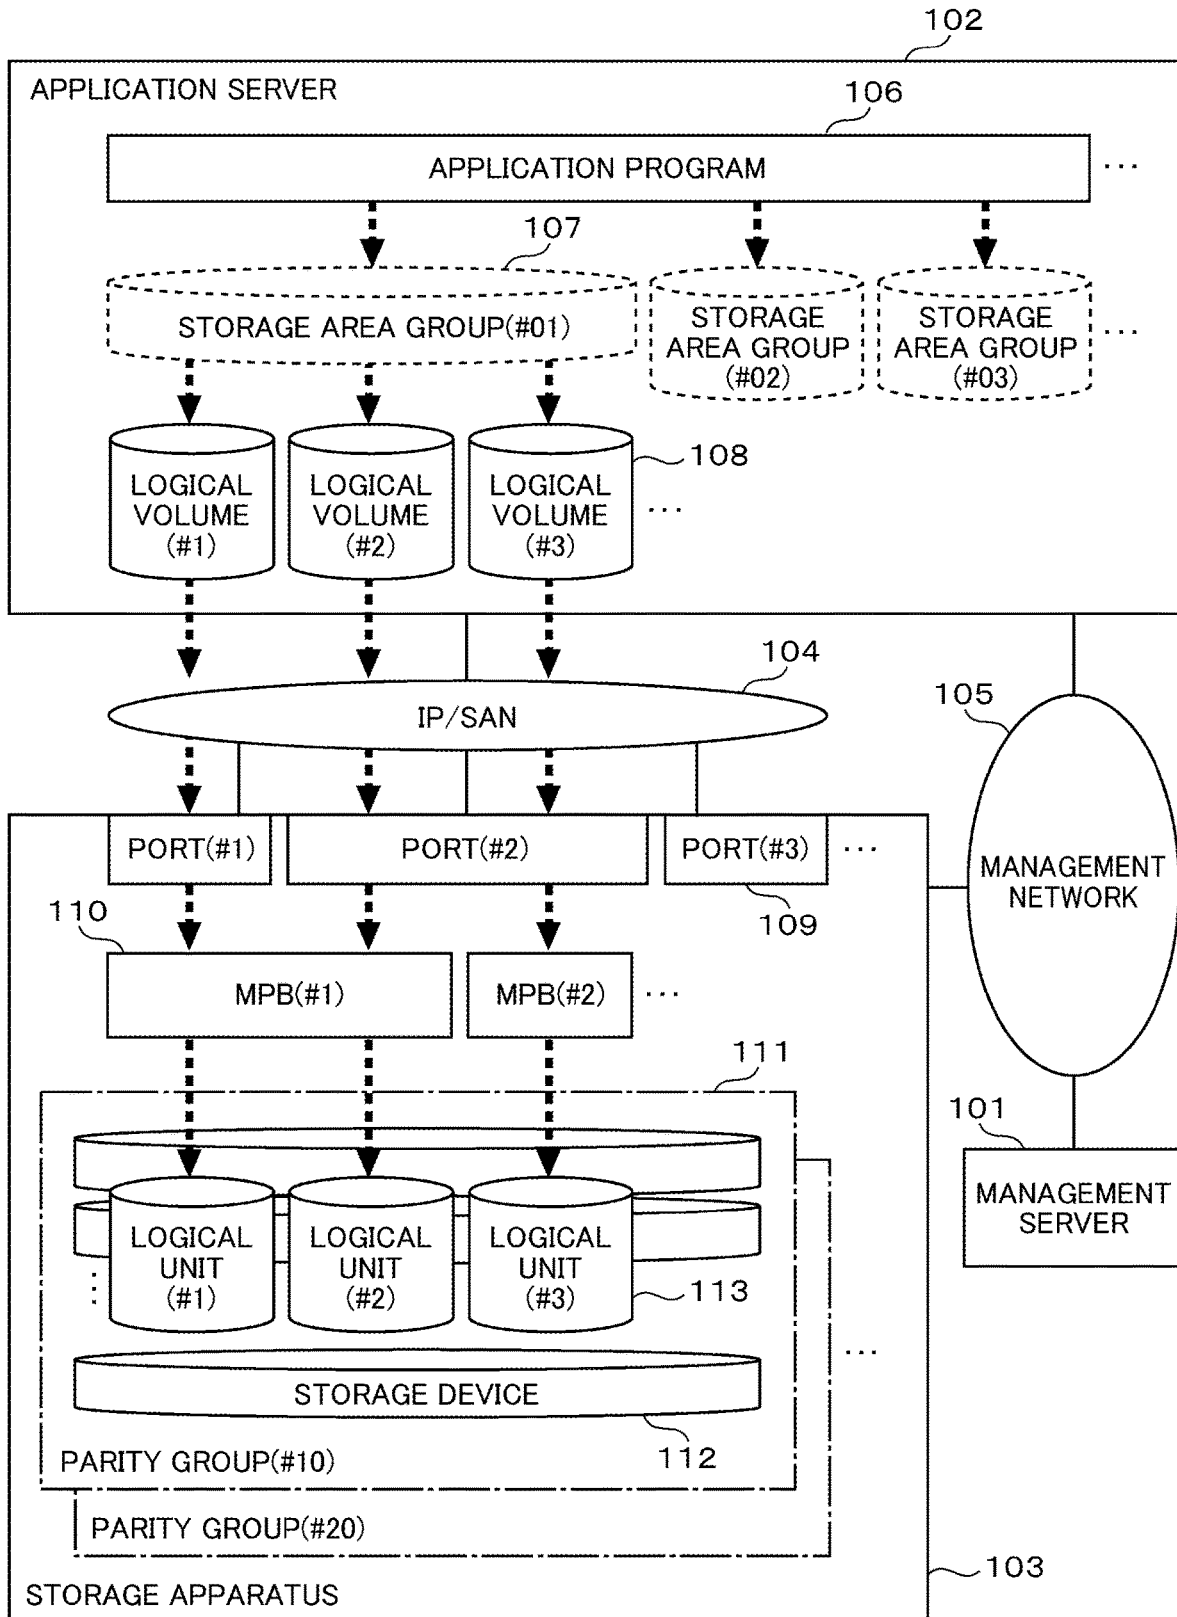 102
APPLICATION SERVER
106
APPLICATION PROGRAM
...
107
STORAGE AREA GROUP(#01)
STORAGE
AREA GROUP
(#02)
STORAGE
AREA GROUP
(#03)
...
LOGICAL
VOLUME
(#1)
LOGICAL
VOLUME
(#2)
LOGICAL
VOLUME
(#3)
108
...
104
IP/SAN
105
MANAGEMENT
NETWORK
PORT(#1)
PORT(#2)
PORT(#3)
...
109
110
MPB(#1)
MPB(#2)
...
111
101
MANAGEMENT
SERVER
LOGICAL
UNIT
(#1)
LOGICAL
UNIT
(#2)
LOGICAL
UNIT
(#3)
113
...
...
STORAGE DEVICE
112
PARITY GROUP(#10)
PARITY GROUP(#20)
103
STORAGE APPARATUS